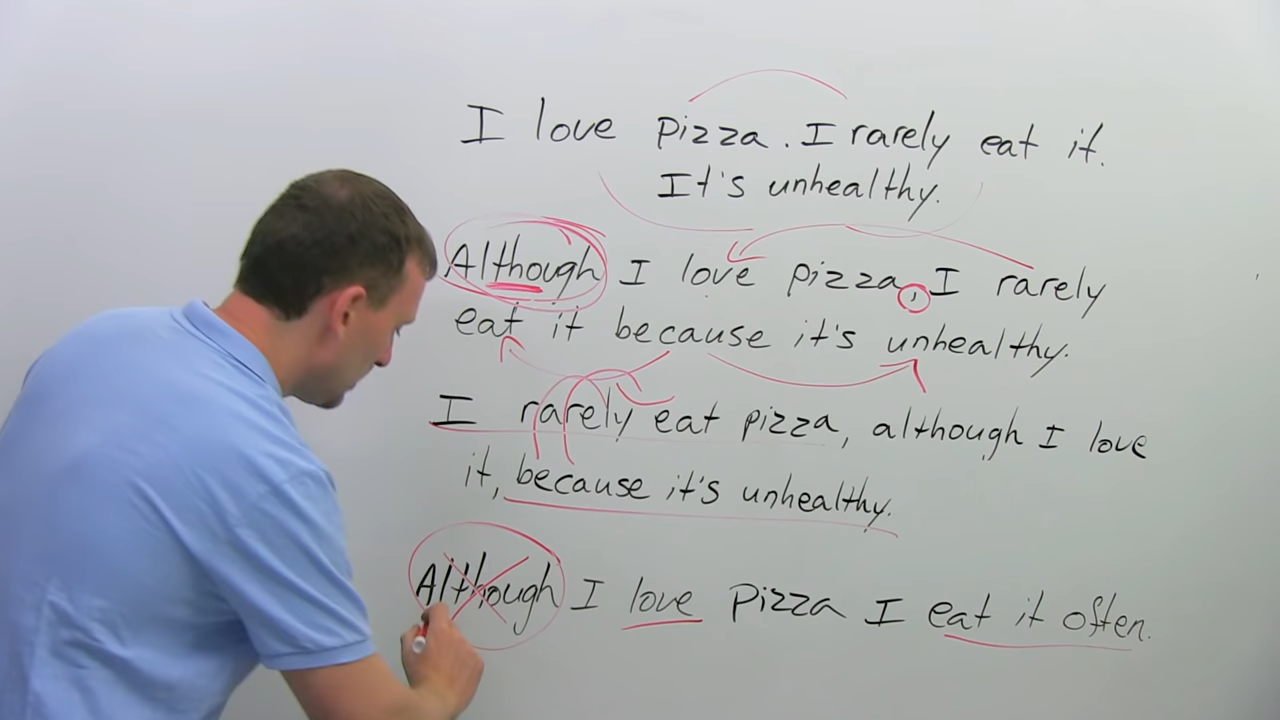 I love pizza. I rarely eat it.
It's unhealthy.
Although I love pizza, I rarely
eat it because it's unhealthy.
I rarely eat pizza, although I love
it, because it's unhealthy.
Although I love pizza I eat it often.